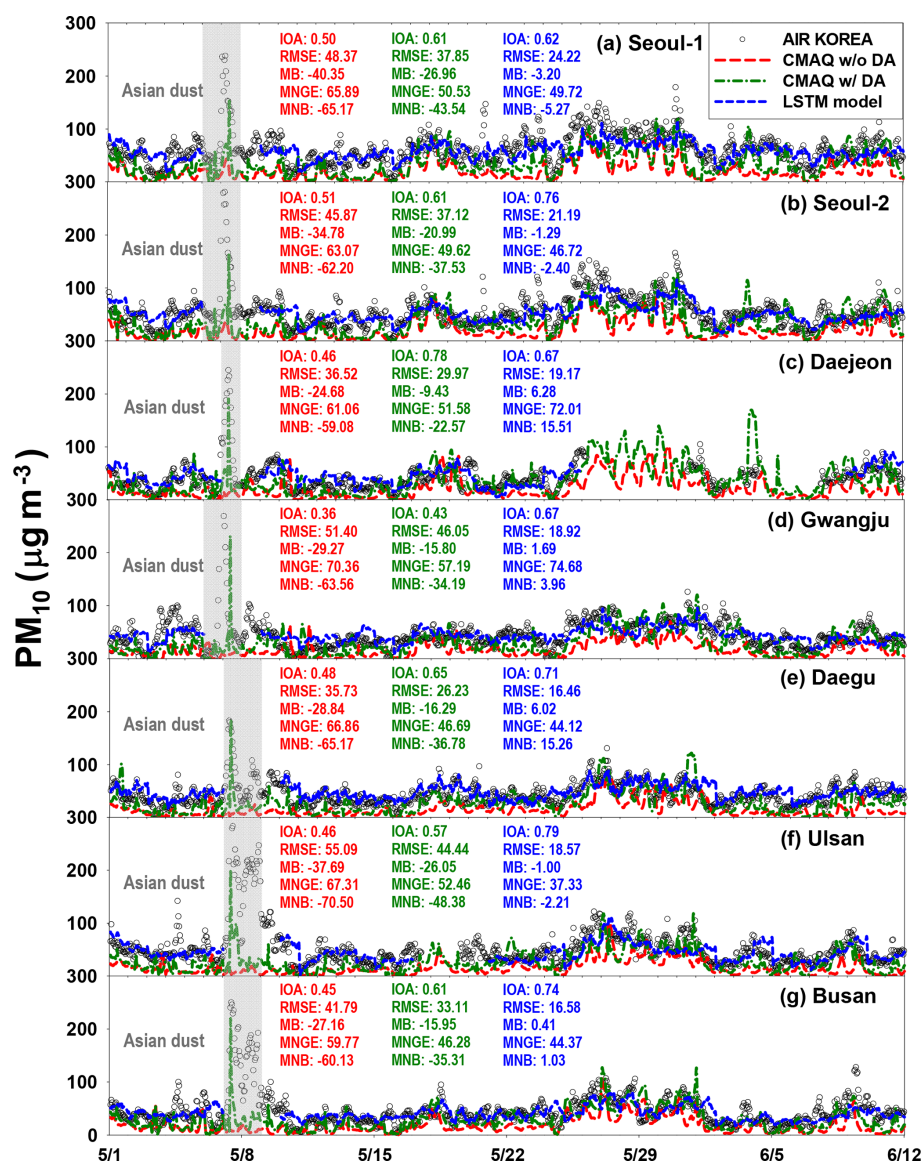 PM10 (μg m-3)
300
200
100
300
(a) Seoul-1
AIR KOREA
CMAQ w/o DA
CMAQ w/ DA
LSTM model
Asian dust
IOA: 0.50
RMSE: 48.37
MB: -40.35
MNGE: 65.89
MNB: -65.17
IOA: 0.61
RMSE: 37.85
MB: -26.96
MNGE: 50.53
MNB: -43.54
IOA: 0.62
RMSE: 24.22
MB: -3.20
MNGE: 49.72
MNB: -5.27
(b) Seoul-2
200
100
300
Asian dust
IOA: 0.51
RMSE: 45.87
MB: -34.78
MNGE: 63.07
MNB: -62.20
IOA: 0.61
RMSE: 37.12
MB: -20.99
MNGE: 49.62
MNB: -37.53
IOA: 0.76
RMSE: 21.19
MB: -1.29
MNGE: 46.72
MNB: -2.40
(c) Daejeon
200
100
300
Asian dust
IOA: 0.46
RMSE: 36.52
MB: -24.68
MNGE: 61.06
MNB: -59.08
IOA: 0.78
RMSE: 29.97
MB: -9.43
MNGE: 51.58
MNB: -22.57
IOA: 0.67
RMSE: 19.17
MB: 6.28
MNGE: 72.01
MNB: 15.51
(d) Gwangju
200
100
300
Asian dust
IOA: 0.36
RMSE: 51.40
MB: -29.27
MNGE: 70.36
MNB: -63.56
IOA: 0.43
RMSE: 46.05
MB: -15.80
MNGE: 57.19
MNB: -34.19
IOA: 0.67
RMSE: 18.92
MB: 1.69
MNGE: 74.68
MNB: 3.96
(e) Daegu
200
100
300
Asian dust
IOA: 0.48
RMSE: 35.73
MB: -28.84
MNGE: 66.86
MNB: -65.17
IOA: 0.65
RMSE: 26.23
MB: -16.29
MNGE: 46.69
MNB: -36.78
IOA: 0.71
RMSE: 16.46
MB: 6.02
MNGE: 44.12
MNB: 15.26
(f) Ulsan
200
100
300
Asian dust
IOA: 0.46
RMSE: 55.09
MB: -37.69
MNGE: 67.31
MNB: -70.50
IOA: 0.57
RMSE: 44.44
MB: -26.05
MNGE: 52.46
MNB: -48.38
IOA: 0.79
RMSE: 18.57
MB: -1.00
MNGE: 37.33
MNB: -2.21
(g) Busan
200
100
0
Asian dust
IOA: 0.45
RMSE: 41.79
MB: -27.16
MNGE: 59.77
MNB: -60.13
IOA: 0.61
RMSE: 33.11
MB: -15.95
MNGE: 46.28
MNB: -35.31
IOA: 0.74
RMSE: 16.58
MB: 0.41
MNGE: 44.37
MNB: 1.03
5/1 5/8 5/15 5/22 5/29 6/5 6/12